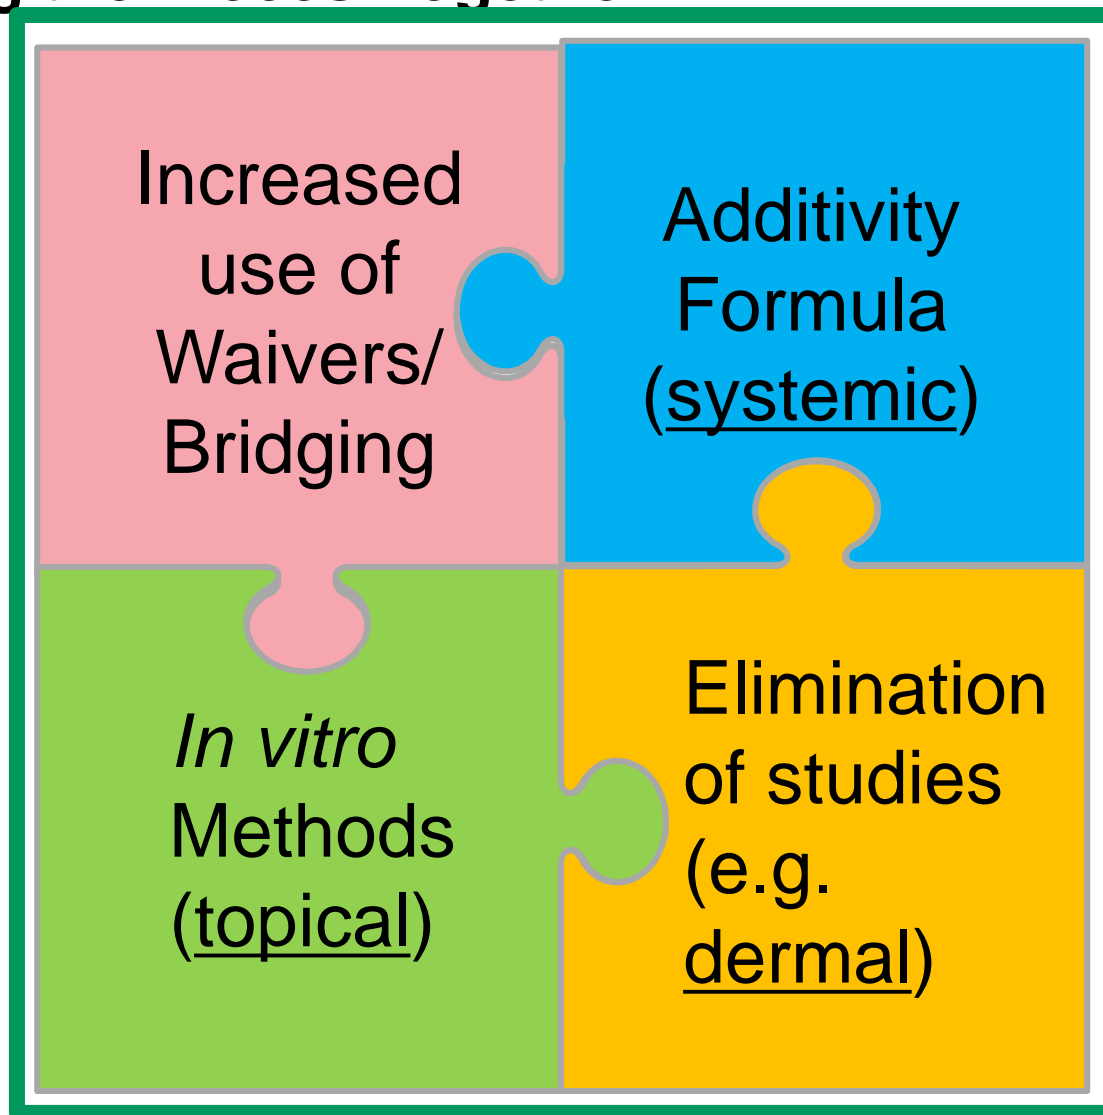 Increased
use of
Waivers/
Bridging
Additivity
Formula
(systemic)
In vitro
Methods
(topical)
Elimination
of studies
(e.g.
dermal)